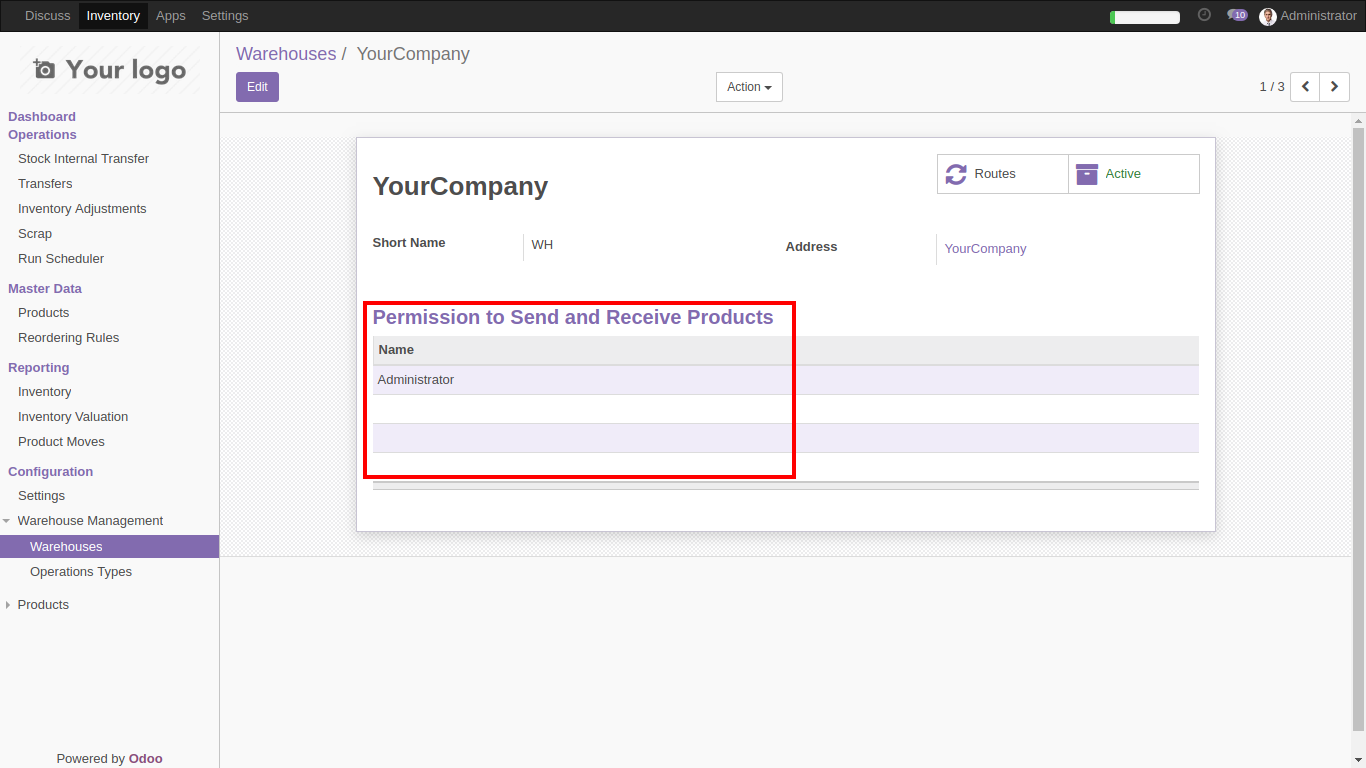 Discuss Inventory Apps Settings 10 Administrator
Your logo
Dashboard
Operations
Stock Internal Transfer
Transfers
Inventory Adjustments
Scrap
Run Scheduler
Master Data
Products
Reordering Rules
Reporting
Inventory
Inventory Valuation
Product Moves
Configuration
Settings
Warehouse Management
Warehouses
Operations Types
Products
Powered by Odoo
Warehouses / YourCompany
Edit Action 1 / 3
Routes Active
YourCompany
Short Name WH Address YourCompany
Permission to Send and Receive Products
Name
Administrator